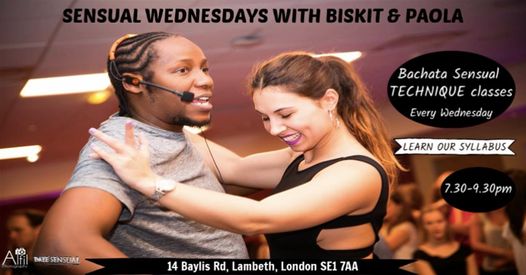 SENSUAL WEDNESDAYS WITH BISKIT & PAOLA
Bachata Sensual
TECHNIQUE classes
Every Wednesday
LEARN OUR SYLLABUS
7.30-9.30pm
14 Baylis Rd, Lambeth, London SE1 7AA